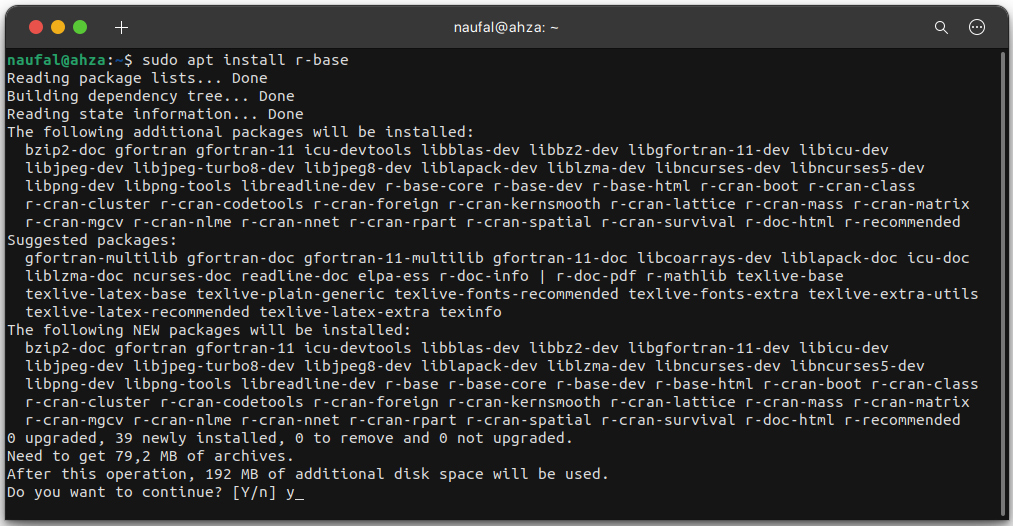 naufal@ahza: ~
naufal@ahza:~$ sudo apt install r-base
Reading package lists... Done
Building dependency tree... Done
Reading state information... Done
The following additional packages will be installed:
  bzip2-doc gfortran gfortran-11 icu-devtools libblas-dev libbz2-dev libgfortran-11-dev libicu-dev
  libjpeg-dev libjpeg-turbo8-dev libjpeg8-dev liblapack-dev liblzma-dev libncurses-dev libncurses5-dev
  libpng-dev libpng-tools libreadline-dev r-base-core r-base-dev r-base-html r-cran-boot r-cran-class
  r-cran-cluster r-cran-codetools r-cran-foreign r-cran-kernsmooth r-cran-lattice r-cran-mass r-cran-matrix
  r-cran-mgcv r-cran-nlme r-cran-nnet r-cran-rpart r-cran-spatial r-cran-survival r-doc-html r-recommended
Suggested packages:
  gfortran-multilib gfortran-doc gfortran-11-multilib gfortran-11-doc libcoarrays-dev liblapack-doc icu-doc
  liblzma-doc ncurses-doc readline-doc elpa-ess r-doc-info | r-doc-pdf r-mathlib texlive-base
  texlive-latex-base texlive-plain-generic texlive-fonts-recommended texlive-fonts-extra texlive-extra-utils
  texlive-latex-recommended texlive-latex-extra texinfo
The following NEW packages will be installed:
  bzip2-doc gfortran gfortran-11 icu-devtools libblas-dev libbz2-dev libgfortran-11-dev libicu-dev
  libjpeg-dev libjpeg-turbo8-dev libjpeg8-dev liblapack-dev liblzma-dev libncurses-dev libncurses5-dev
  libpng-dev libpng-tools libreadline-dev r-base r-base-core r-base-dev r-base-html r-cran-boot r-cran-class
  r-cran-cluster r-cran-codetools r-cran-foreign r-cran-kernsmooth r-cran-lattice r-cran-mass r-cran-matrix
  r-cran-mgcv r-cran-nlme r-cran-nnet r-cran-rpart r-cran-spatial r-cran-survival r-doc-html r-recommended
0 upgraded, 39 newly installed, 0 to remove and 0 not upgraded.
Need to get 79,2 MB of archives.
After this operation, 192 MB of additional disk space will be used.
Do you want to continue? [Y/n] y_